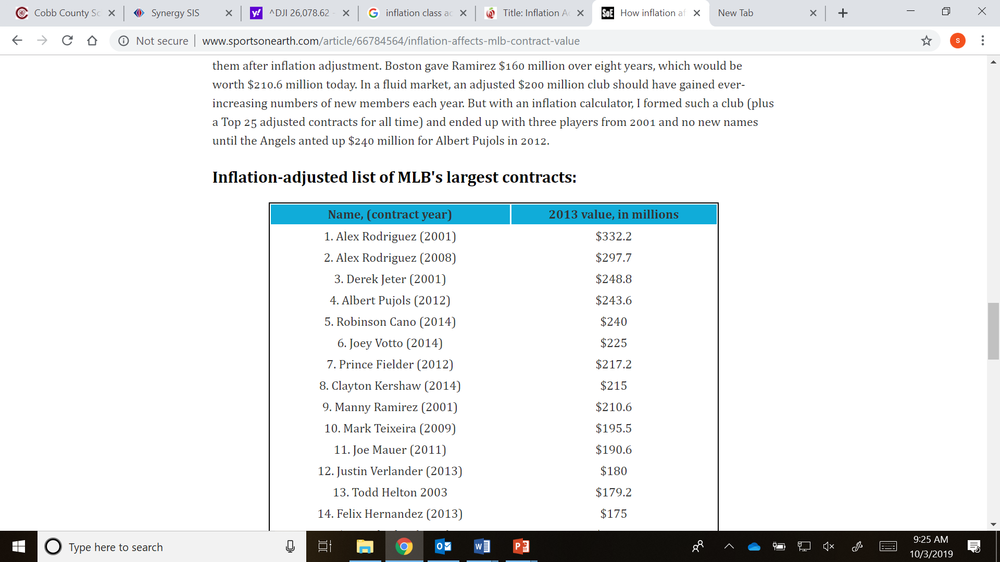 Cobb County Sc
Synergy SIS
y! ^DJI 26,078.62 -
G inflation class ac
Title: Inflation Ac
SoE How inflation af
New Tab
Not secure www.sportsonearth.com/article/66784564/inflation-affects-mlb-contract-value
S
them after inflation adjustment. Boston gave Ramirez $160 million over eight years, which would be
worth $210.6 million today. In a fluid market, an adjusted $200 million club should have gained ever-
increasing numbers of new members each year. But with an inflation calculator, I formed such a club (plus
a Top 25 adjusted contracts for all time) and ended up with three players from 2001 and no new names
until the Angels anted up $240 million for Albert Pujols in 2012.
Inflation-adjusted list of MLB's largest contracts:
Name, (contract year) 2013 value, in millions
1. Alex Rodriguez (2001) $332.2
2. Alex Rodriguez (2008) $297.7
3. Derek Jeter (2001) $248.8
4. Albert Pujols (2012) $243.6
5. Robinson Cano (2014) $240
6. Joey Votto (2014) $225
7. Prince Fielder (2012) $217.2
8. Clayton Kershaw (2014) $215
9. Manny Ramirez (2001) $210.6
10. Mark Teixeira (2009) $195.5
11. Joe Mauer (2011) $190.6
12. Justin Verlander (2013) $180
13. Todd Helton 2003 $179.2
14. Felix Hernandez (2013) $175
Type here to search
9:25 AM
10/3/2019